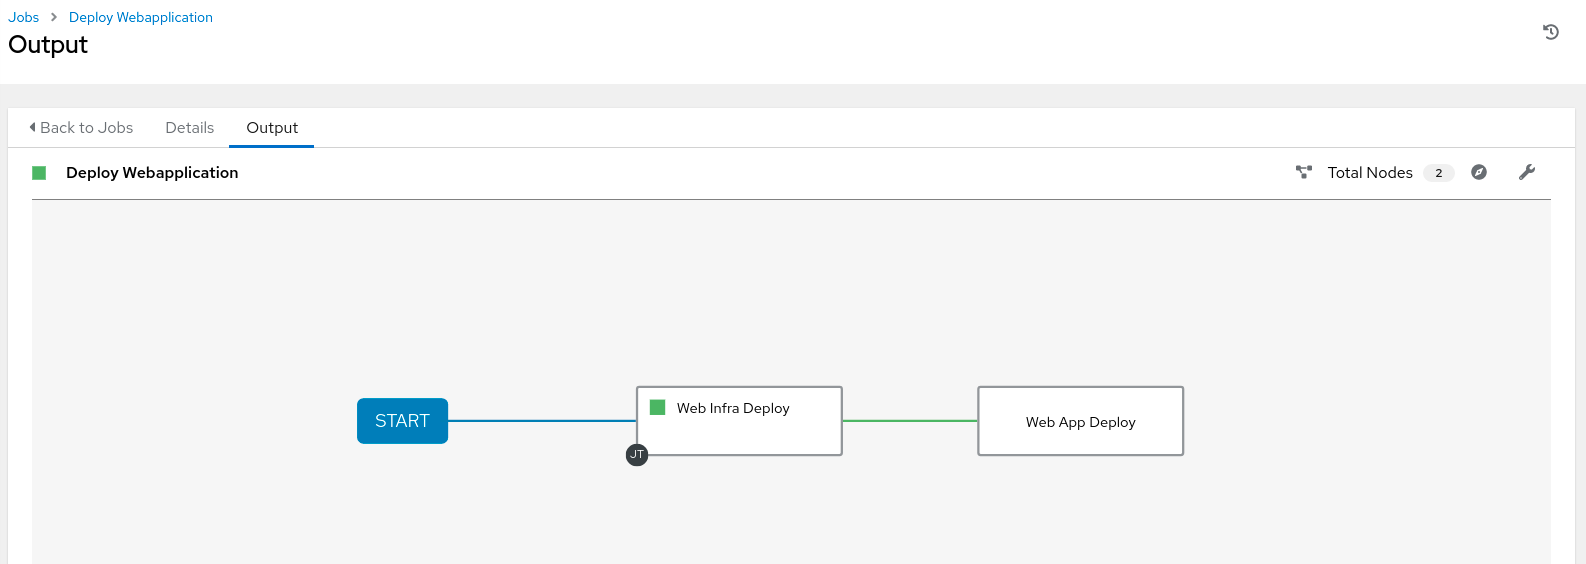 Jobs > Deploy Webapplication
Output
Back to Jobs Details Output
Deploy Webapplication Total Nodes 2
START Web Infra Deploy Web App Deploy
JT